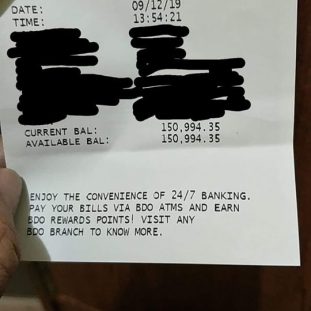 DATE: 09/12/19
TIME: 13:54:21
CURRENT BAL: 150,994.35
AVAILABLE BAL: 150,994.35
ENJOY THE CONVENIENCE OF 24/7 BANKING.
PAY YOUR BILLS VIA BDO ATMS AND EARN
BDO REWARDS POINTS! VISIT ANY
BDO BRANCH TO KNOW MORE.